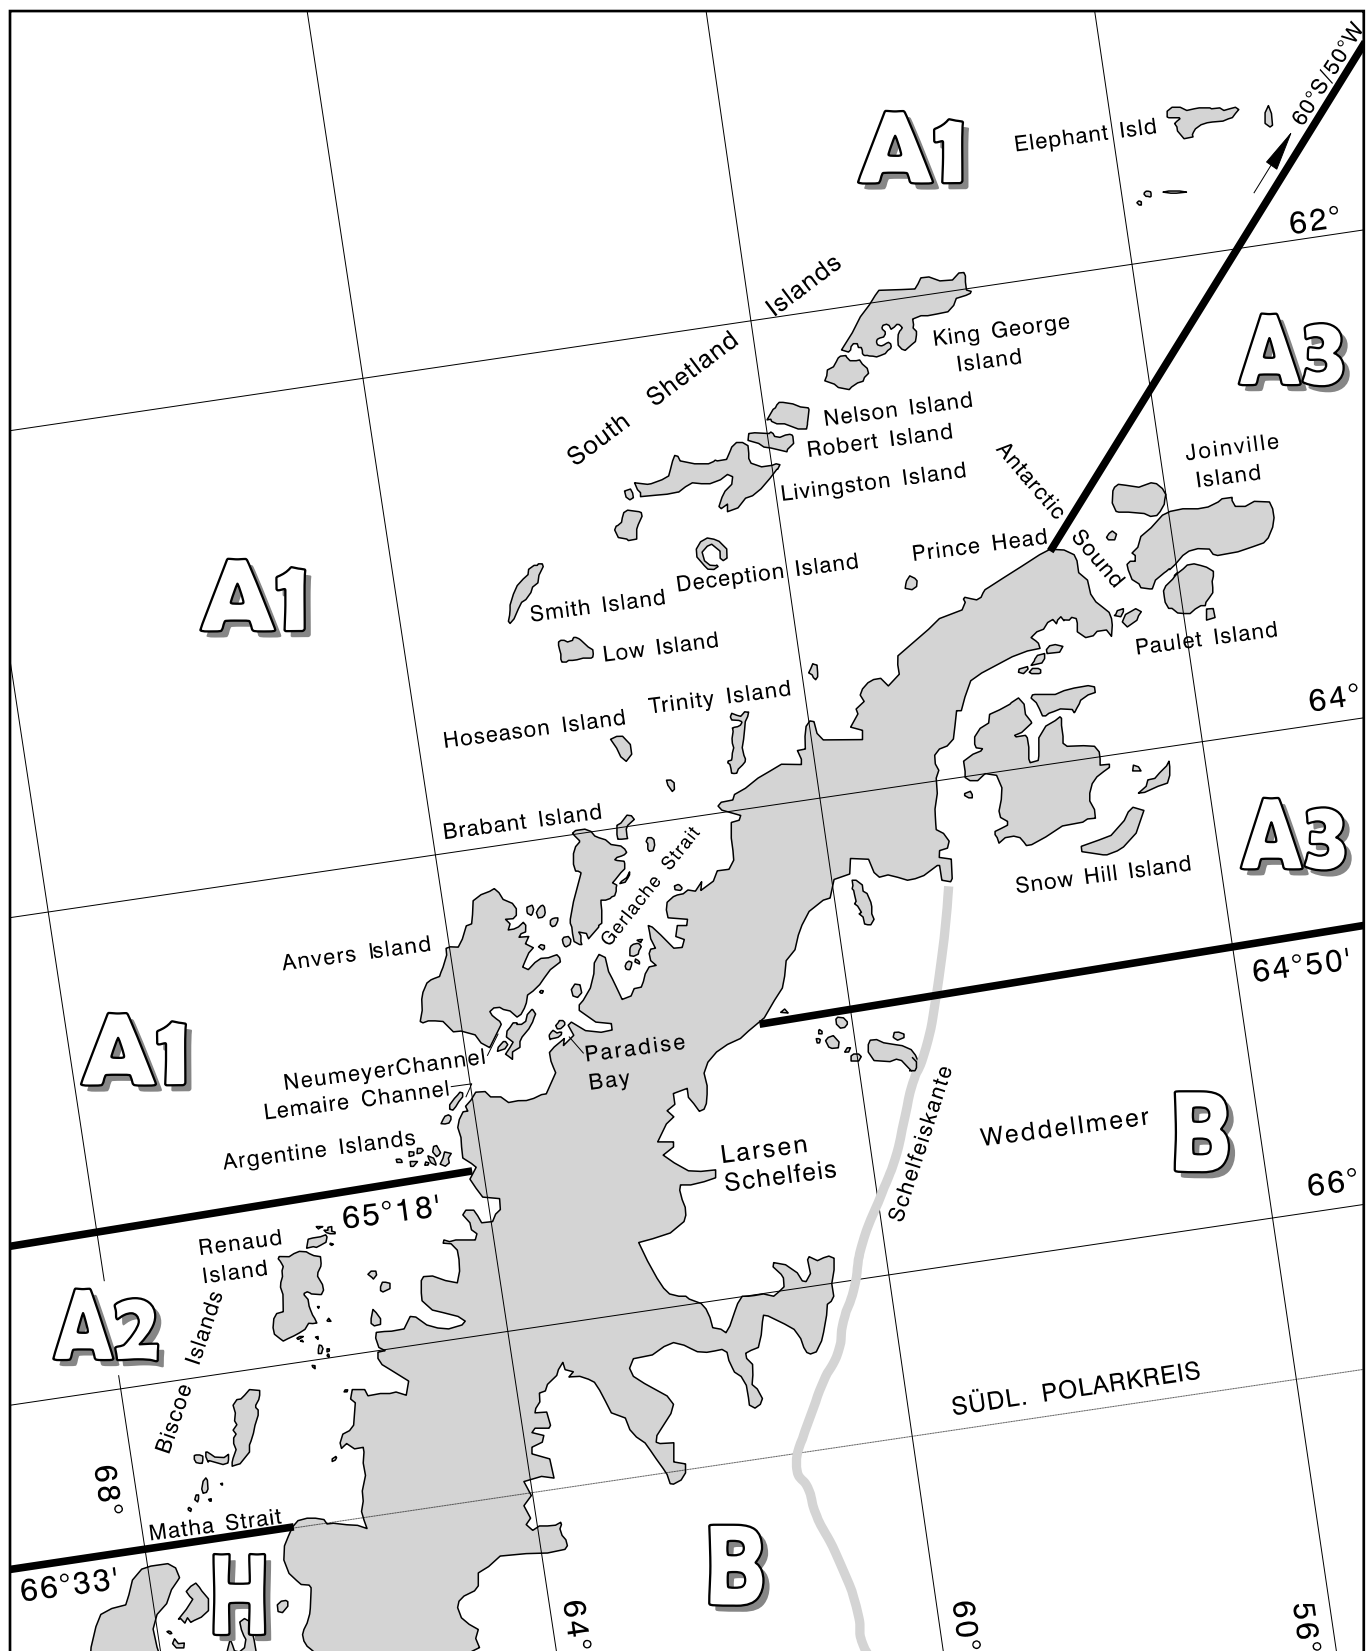 60°S/50°W
A1
Elephant Isld
62°
South Shetland Islands
King George
Island
A3
Nelson Island
Robert Island
Livingston Island
Antarctic Sound
Joinville
Island
Prince Head
A1
Deception Island
Smith Island
Low Island
Paulet Island
Trinity Island
64°
Hoseason Island
Brabant Island
Gerlache Strait
A3
Snow Hill Island
Anvers Island
64°50'
A1
NeumeyerChannel
Paradise
Bay
Lemaire Channel
Argentine Islands
Larsen
Schelfeis
Schelfeiskante
Weddellmeer
B
66°
65°18'
Renaud
Island
A2
Biscoe Islands
SÜDL. POLARKREIS
68°
Matha Strait
66°33'
H
B
64°
60°
56°